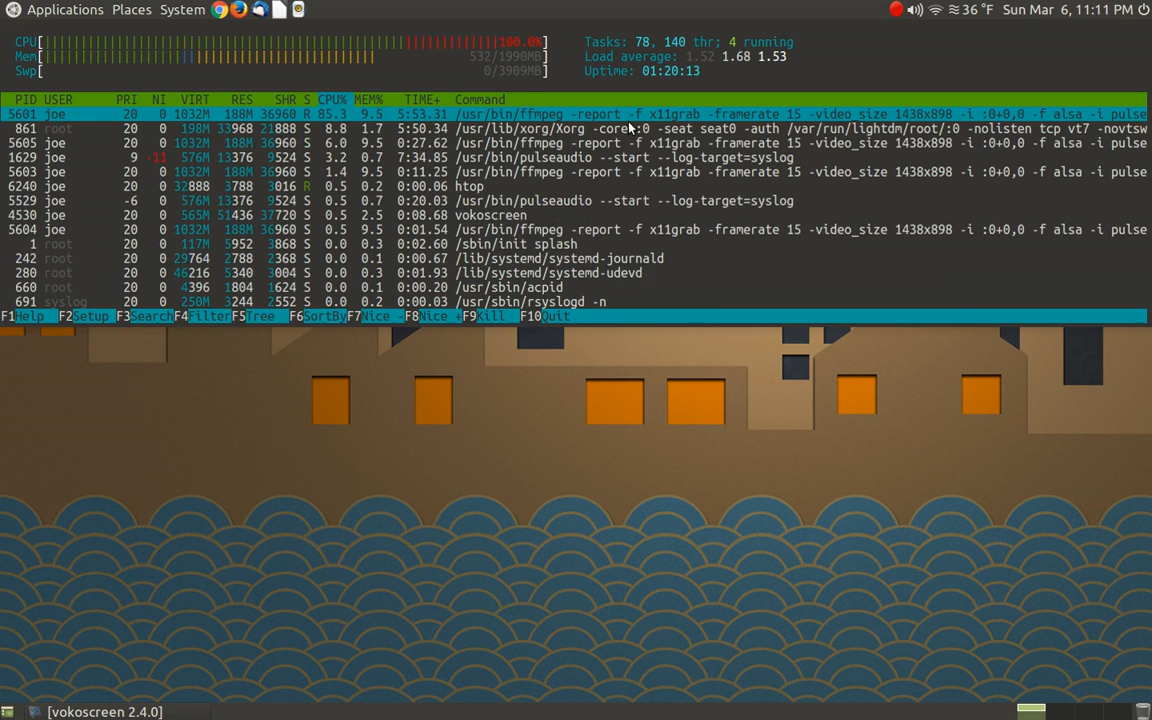 Applications Places System 36 °F Sun Mar 6, 11:11 PM
CPU[|||||||||||||||||||||||||||||||||||||||||||||||||||||||||||||||100.0%] Tasks: 78, 140 thr; 4 running
Mem[||||||||||||||||||||||||||||||||||||||||||||||| 532/1990MB] Load average: 1.52 1.68 1.53
Swp[ 0/3909MB] Uptime: 01:20:13
PID USER PRI NI VIRT RES SHR S CPU% MEM% TIME+ Command
5601 joe 20 0 1032M 188M 36960 R 85.3 9.5 5:53.31 /usr/bin/ffmpeg -report -f x11grab -framerate 15 -video_size 1438x898 -i :0+0,0 -f alsa -i pulse
861 root 20 0 198M 33968 21888 S 8.8 1.7 5:50.34 /usr/lib/xorg/Xorg -core :0 -seat seat0 -auth /var/run/lightdm/root/:0 -nolisten tcp vt7 -novtsw
5605 joe 20 0 1032M 188M 36960 S 6.0 9.5 0:27.62 /usr/bin/ffmpeg -report -f x11grab -framerate 15 -video_size 1438x898 -i :0+0,0 -f alsa -i pulse
1629 joe 9 -11 576M 13376 9524 S 3.2 0.7 7:34.85 /usr/bin/pulseaudio --start --log-target=syslog
5603 joe 20 0 1032M 188M 36960 S 1.4 9.5 0:11.25 /usr/bin/ffmpeg -report -f x11grab -framerate 15 -video_size 1438x898 -i :0+0,0 -f alsa -i pulse
6240 joe 20 0 32888 3788 3016 R 0.5 0.2 0:00.06 htop
5529 joe -6 0 576M 13376 9524 S 0.5 0.7 0:20.03 /usr/bin/pulseaudio --start --log-target=syslog
4530 joe 20 0 565M 51436 37720 S 0.5 2.5 0:08.68 vokoscreen
5604 joe 20 0 1032M 188M 36960 S 0.5 9.5 0:01.54 /usr/bin/ffmpeg -report -f x11grab -framerate 15 -video_size 1438x898 -i :0+0,0 -f alsa -i pulse
1 root 20 0 117M 5952 3868 S 0.0 0.3 0:02.60 /sbin/init splash
242 root 20 0 29764 2788 2368 S 0.0 0.1 0:00.67 /lib/systemd/systemd-journald
280 root 20 0 46216 5340 3004 S 0.0 0.3 0:01.93 /lib/systemd/systemd-udevd
660 root 20 0 4396 1804 1624 S 0.0 0.1 0:00.20 /usr/sbin/acpid
691 syslog 20 0 250M 3244 2552 S 0.0 0.2 0:00.03 /usr/sbin/rsyslogd -n
F1Help F2Setup F3SearchF4FilterF5Tree F6SortByF7Nice -F8Nice +F9Kill F10Quit
[vokoscreen 2.4.0]